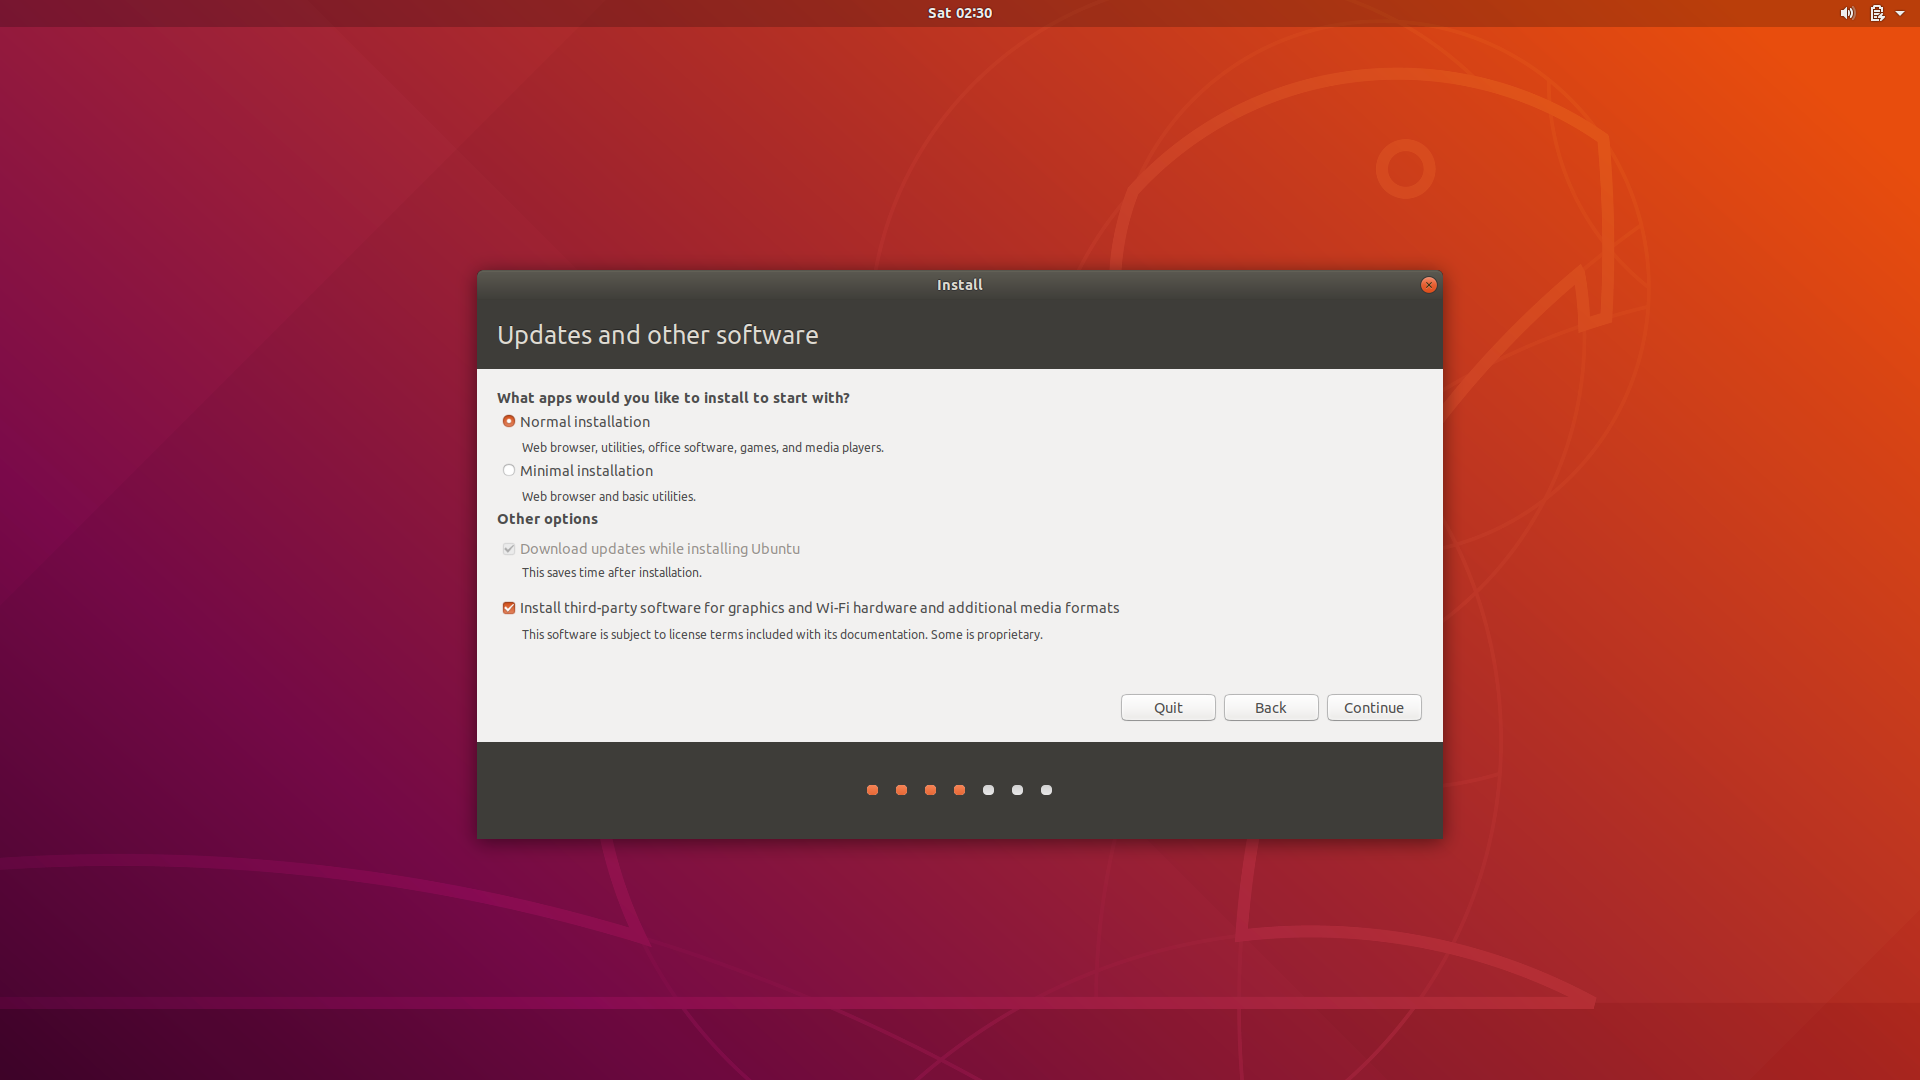 Sat 02:30
Install
Updates and other software
What apps would you like to install to start with?
Normal installation
Web browser, utilities, office software, games, and media players.
Minimal installation
Web browser and basic utilities.
Other options
Download updates while installing Ubuntu
This saves time after installation.
Install third-party software for graphics and Wi-Fi hardware and additional media formats
This software is subject to license terms included with its documentation. Some is proprietary.
Quit Back Continue